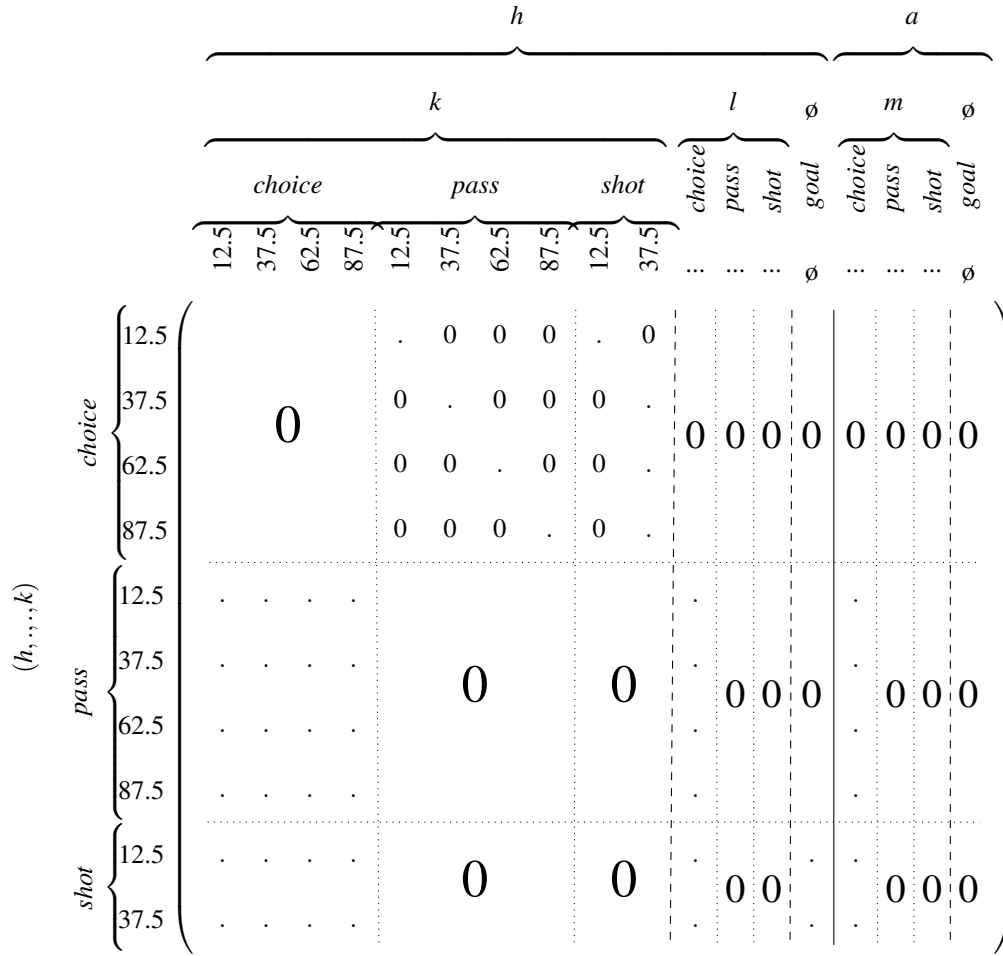 h a
k l ø m ø
choice pass shot choice pass shot goal choice pass shot goal
12.5 37.5 62.5 87.5 12.5 37.5 62.5 87.5 12.5 37.5 ... ... ... ø ... ... ... ø
12.5 . 0 0 0 . 0
37.5 0 . 0 0 0 .
choice 0 0 0 0 0 0 0 0 0
62.5 0 0 . 0 0 .
87.5 0 0 0 . 0 .
12.5 . . . . . .
(h, ., ., k)
37.5 . . . . . .
pass 0 0 0 0 0 0 0 0
62.5 . . . . . .
87.5 . . . . . .
12.5 . . . . . . .
shot 0 0 0 0 0 0 0
37.5 . . . . . . .